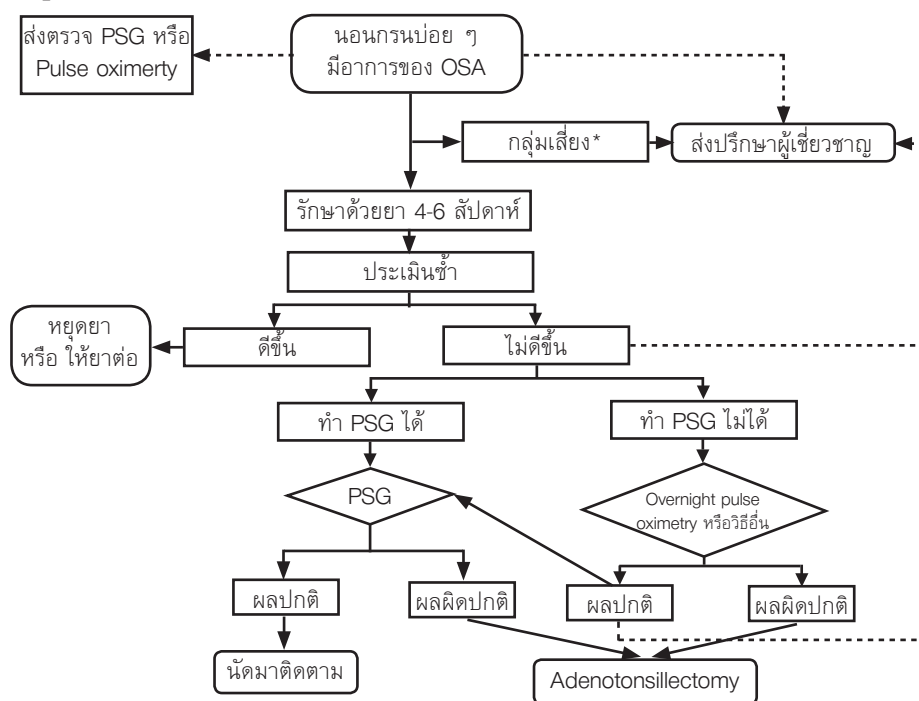 ส่งตรวจ PSG หรือ
Pulse oximerty
นอนกรนบ่อย ๆ
มีอาการของ OSA
กลุ่มเสี่ยง*
ส่งปรึกษาผู้เชี่ยวชาญ
รักษาด้วยยา 4-6 สัปดาห์
ประเมินซ้ำ
หยุดยา
หรือ ให้ยาต่อ
ดีขึ้น
ไม่ดีขึ้น
ทำ PSG ได้
ทำ PSG ไม่ได้
PSG
Overnight pulse
oximetry หรือวิธีอื่น
ผลปกติ
ผลผิดปกติ
ผลปกติ
ผลผิดปกติ
นัดมาติดตาม
Adenotonsillectomy